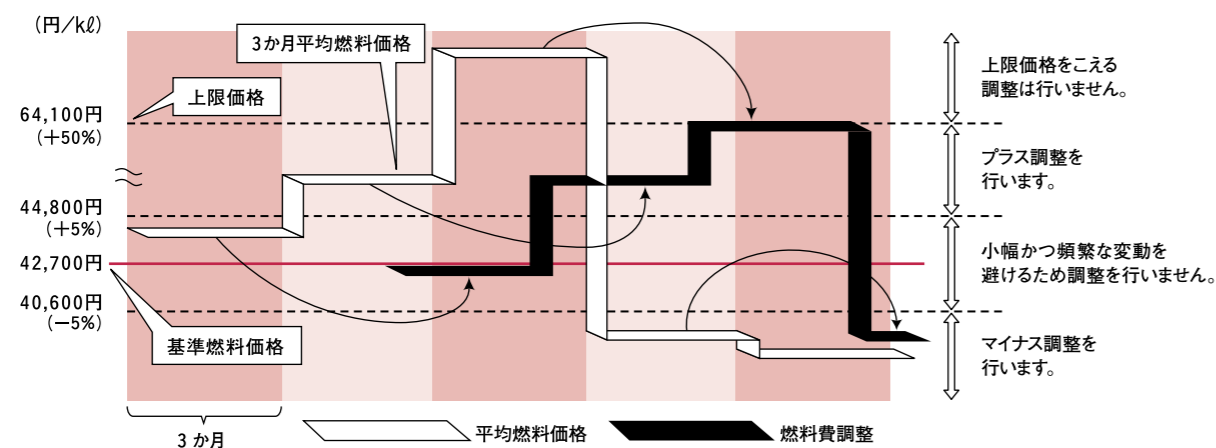 (円/kℓ)
3か月平均燃料価格
上限価格
64,100円
(+50%)
44,800円
(+5%)
42,700円
40,600円
(−5%)
基準燃料価格
上限価格をこえる
調整は行いません。
プラス調整を
行います。
小幅かつ頻繁な変動を
避けるため調整を行いません。
マイナス調整を
行います。
3か月
平均燃料価格
燃料費調整